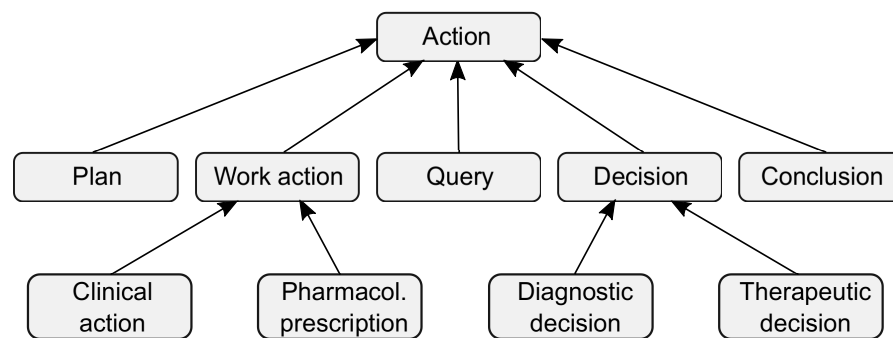 Action
Plan
Work action
Query
Decision
Conclusion
Clinical
action
Pharmacol.
prescription
Diagnostic
decision
Therapeutic
decision